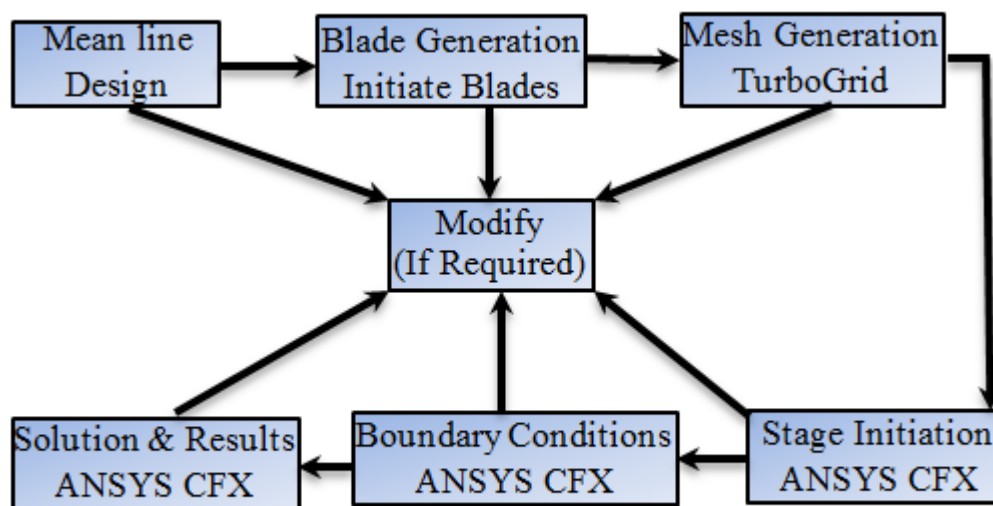 Mean line
Design
Blade Generation
Initiate Blades
Mesh Generation
TurboGrid
Modify
(If Required)
Solution & Results
ANSYS CFX
Boundary Conditions
ANSYS CFX
Stage Initiation
ANSYS CFX